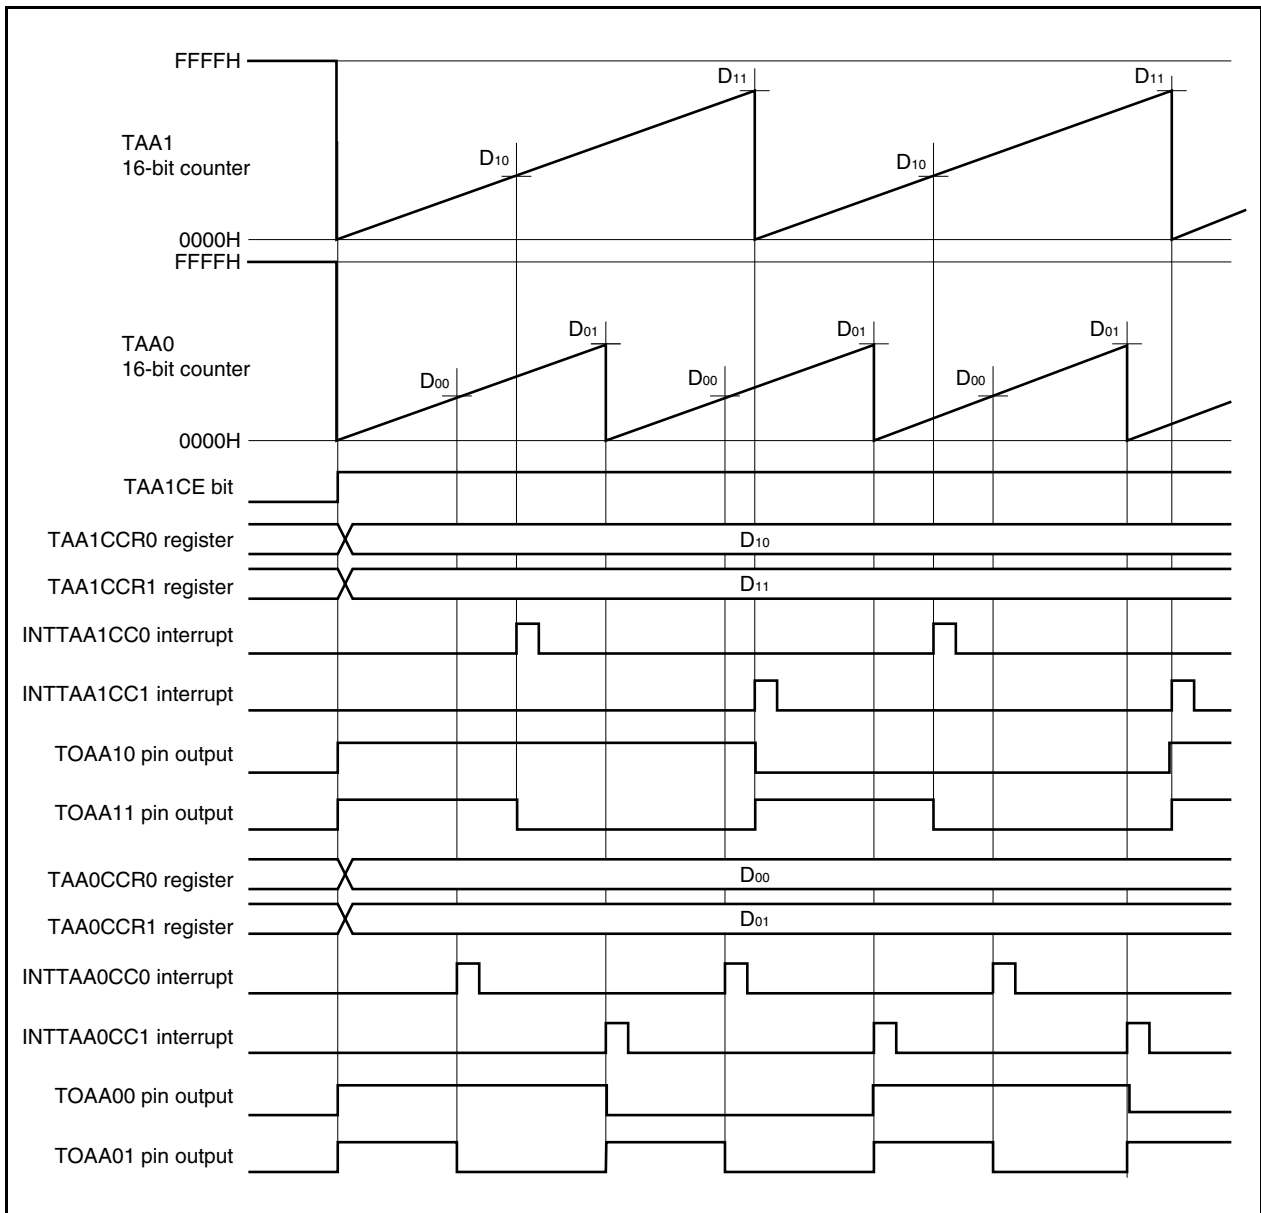 FFFFH
D11
D11
TAA1
16-bit counter
D10
D10
0000H
FFFFH
D01
D01
D01
TAA0
16-bit counter
D00
D00
D00
0000H
TAA1CE bit
TAA1CCR0 register
D10
TAA1CCR1 register
D11
INTTAA1CC0 interrupt
INTTAA1CC1 interrupt
TOAA10 pin output
TOAA11 pin output
TAA0CCR0 register
D00
TAA0CCR1 register
D01
INTTAA0CC0 interrupt
INTTAA0CC1 interrupt
TOAA00 pin output
TOAA01 pin output